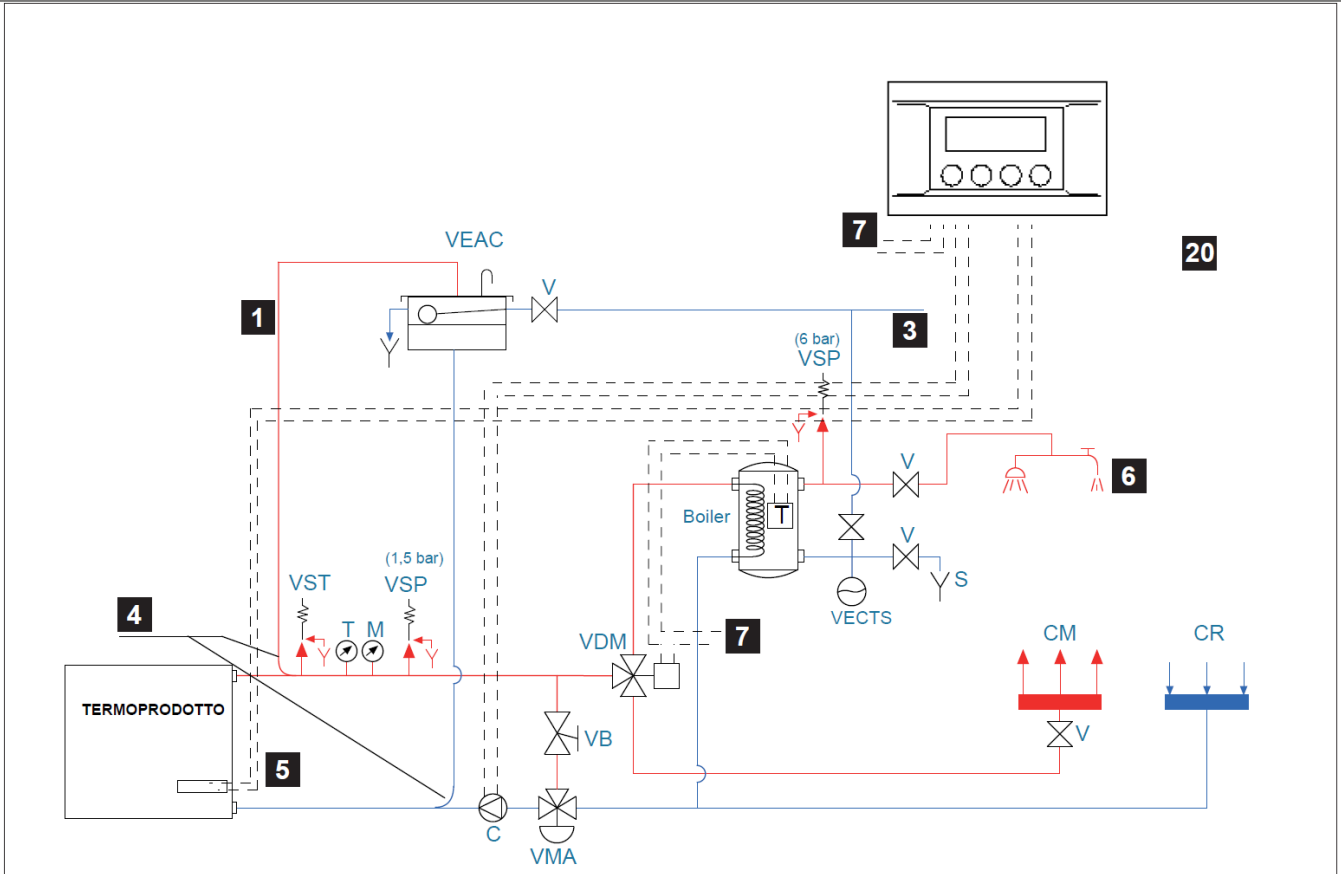 7
20
VEAC
V
1
3
(6 bar)
VSP
V
6
Boiler
T
V
(1,5 bar)
VST
VSP
S
VECTS
4
T M
VDM
7
CM
CR
TERMOPRODOTTO
VB
V
5
C
VMA